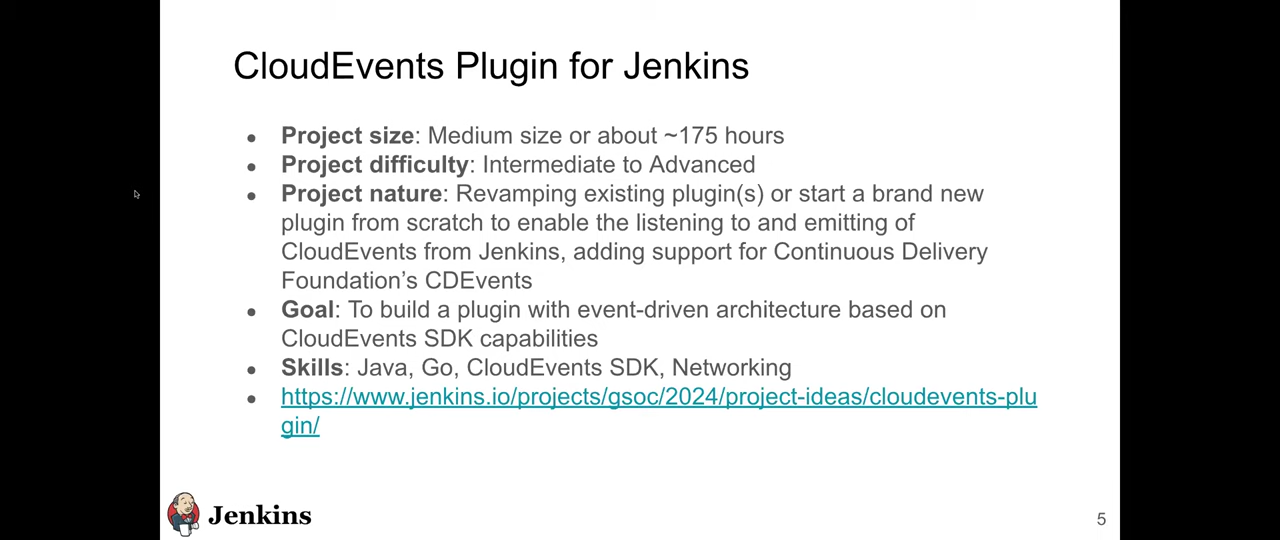 CloudEvents Plugin for Jenkins
● Project size: Medium size or about ~175 hours
● Project difficulty: Intermediate to Advanced
● Project nature: Revamping existing plugin(s) or start a brand new
plugin from scratch to enable the listening to and emitting of
CloudEvents from Jenkins, adding support for Continuous Delivery
Foundation’s CDEvents
● Goal: To build a plugin with event-driven architecture based on
CloudEvents SDK capabilities
● Skills: Java, Go, CloudEvents SDK, Networking
● https://www.jenkins.io/projects/gsoc/2024/project-ideas/cloudevents-plu
gin/
Jenkins
5